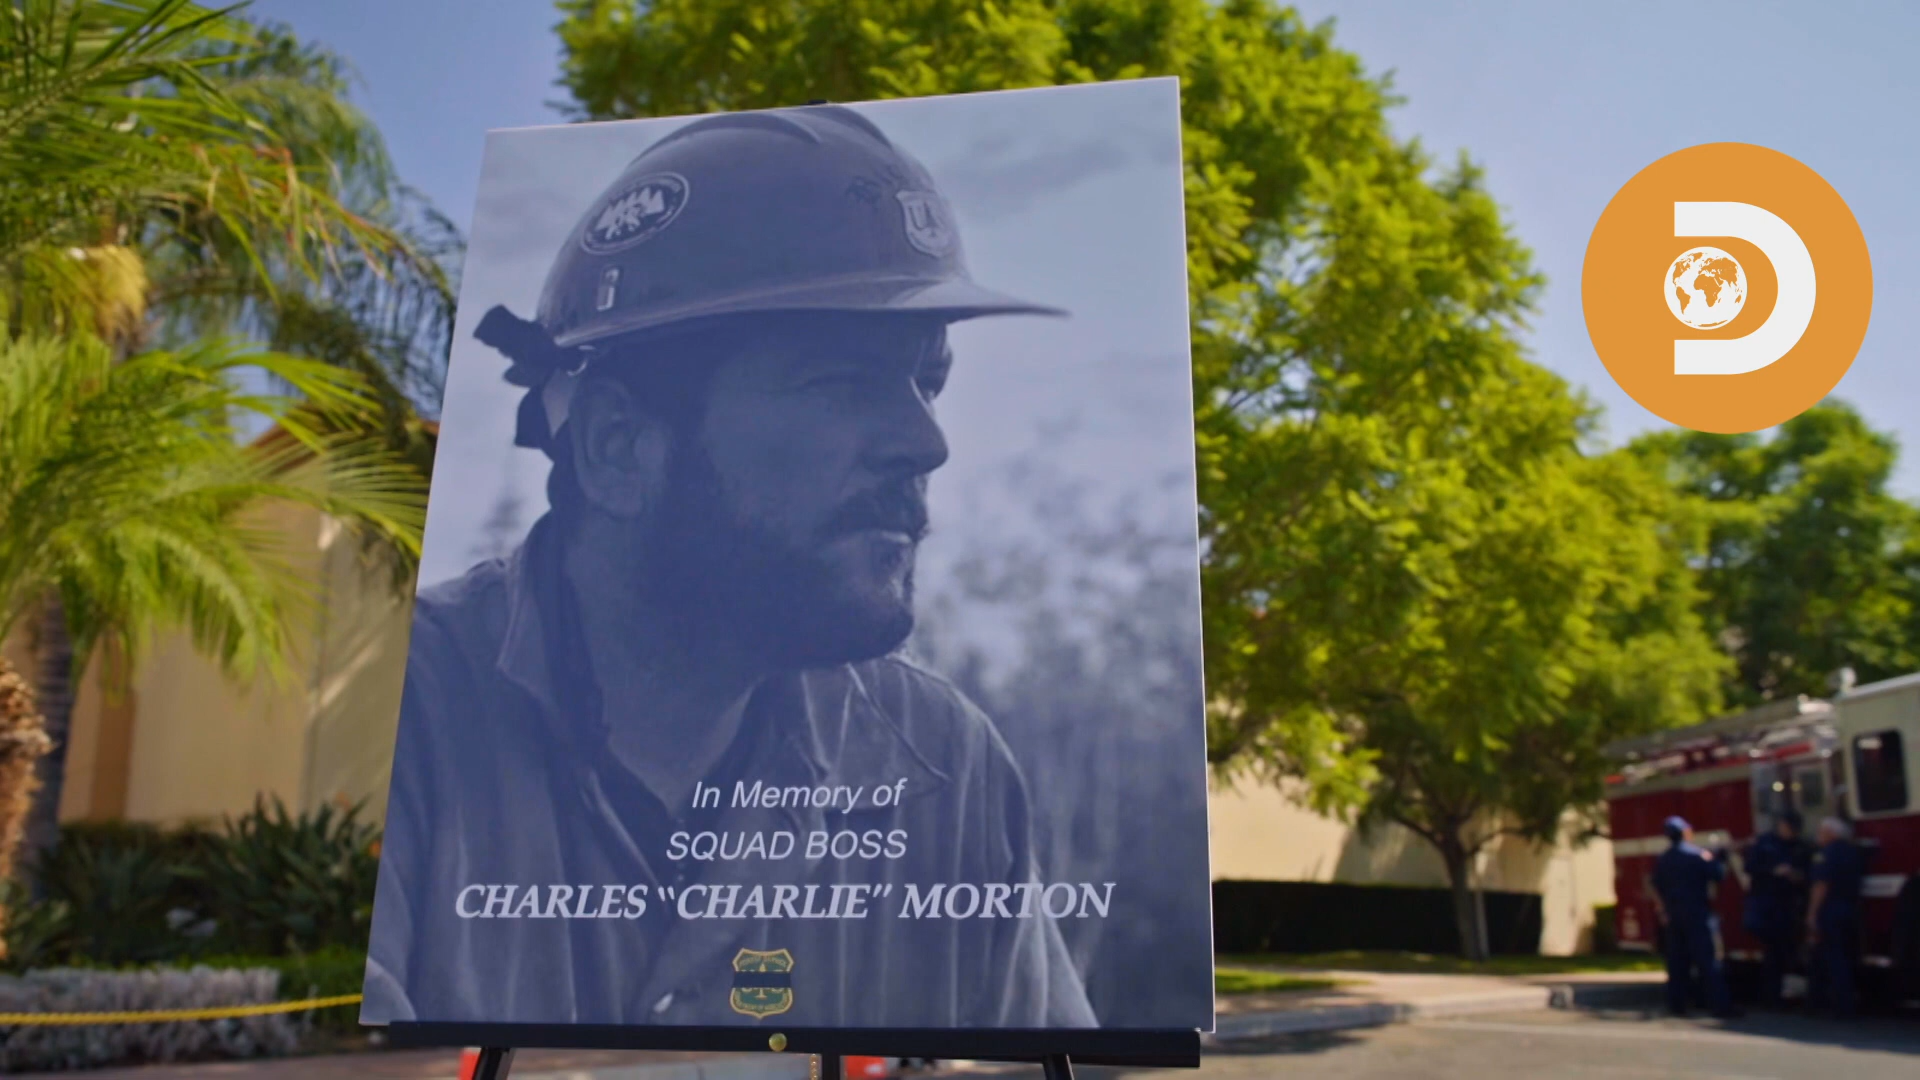 In Memory of
SQUAD BOSS
CHARLES “CHARLIE” MORTON